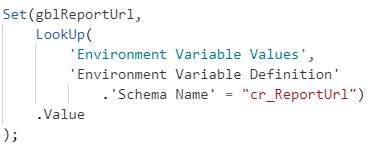 Set(gblReportUrl,
LookUp(
'Environment Variable Values',
'Environment Variable Definition'
.'Schema Name' = "cr_ReportUrl")
.Value
);